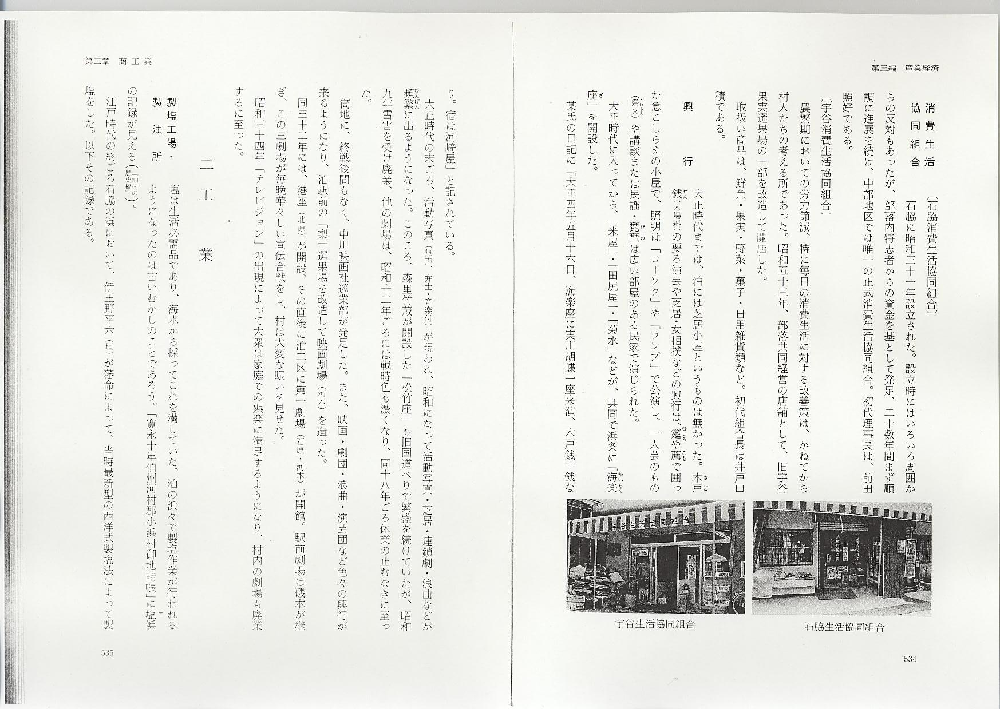 第三編　産業経済
消費生活
協同組合
〔石脇消費生活協同組合〕
石脇に昭和三十一年設立された。設立時にはいろいろ周囲か
らの反対もあったが、部落内特志者からの資金を基として発足、二十数年間まず順
調に進展を続け、中部地区では唯一の正式消費生活協同組合。初代理事長は、前田
照好である。
〔宇谷消費生活協同組合〕
農繁期においての労力節減、特に毎日の消費生活に対する改善策は、かねてから
村人たちの考える所であった。昭和五十三年、部落共同経営の店舗として、旧宇谷
果実選果場の一部を改造して開店した。
取扱い商品は、鮮魚・果実・野菜・菓子・日用雑貨類など。初代組合長は井戸口
積である。
興行
大正時代までは、泊には芝居小屋というものは無かった。木戸
銭（入場料）の要る演芸や芝居・女相撲などの興行は、筵や薦で囲っ
た急ごしらえの小屋で、照明は「ローソク」や「ランプ」で公演し、一人芸のもの
（祭文）や講談または民謡・琵琶は広い部屋のある民家で演じられた。
大正時代に入ってから、「米屋」・「田尻屋」・「菊水」などが、共同で浜条に「海楽
座」を開設した。
某氏の日記に「大正四年五月十六日、海楽座に実川胡蝶一座来演、木戸銭十銭な
宇谷生活協同組合
石脇生活協同組合
宇谷生活協同組合
534
第三章　商工業
り。宿は河崎屋」と記されている。
大正時代の末ごろ、活動写真（無声、弁士・音楽付）が現われ、昭和になって活動写真・芝居・連鎖劇・浪曲などが
頻繁に出るようになった。このころ、森里竹蔵が開設した「松竹座」も旧国道べりで繁盛を続けていたが、昭和
九年雪害を受け廃業、他の劇場は、昭和十二年ごろには戦時色も濃くなり、同十八年ごろ休業の止むなきに至っ
た。
筒地に、終戦後間もなく、中川映画社巡業部が発足した。また、映画・劇団・浪曲・演芸団など色々の興行が
来るようになり、泊駅前の「梨」選果場を改造して映画劇場（河本）を造った。
同三十二年には、港座（北原）が開設、その直後に泊二区に第一劇場（石原・河本）が開館。駅前劇場は磯本が継
ぎ、この三劇場が毎晩華々しい宣伝合戦をし、村は大変な賑いを見せた。
昭和三十四年「テレビジョン」の出現によって大衆は家庭での娯楽に満足するようになり、村内の劇場も廃業
するに至った。
二　工業
製塩工場・
製油所
塩は生活必需品であり、海水から採ってこれを満していた。泊の浜々で製塩作業が行われる
ようになったのは古いむかしのことであろう。「寛永十年伯州河村郡小浜村御地詰帳」に塩浜
の記録が見える（『泊村の歴史稿』）。
江戸時代の終ごろ石脇の浜において、伊王野平六（坦）が藩命によって、当時最新型の西洋式製塩法によって製
塩をした。以下その記録である。
535